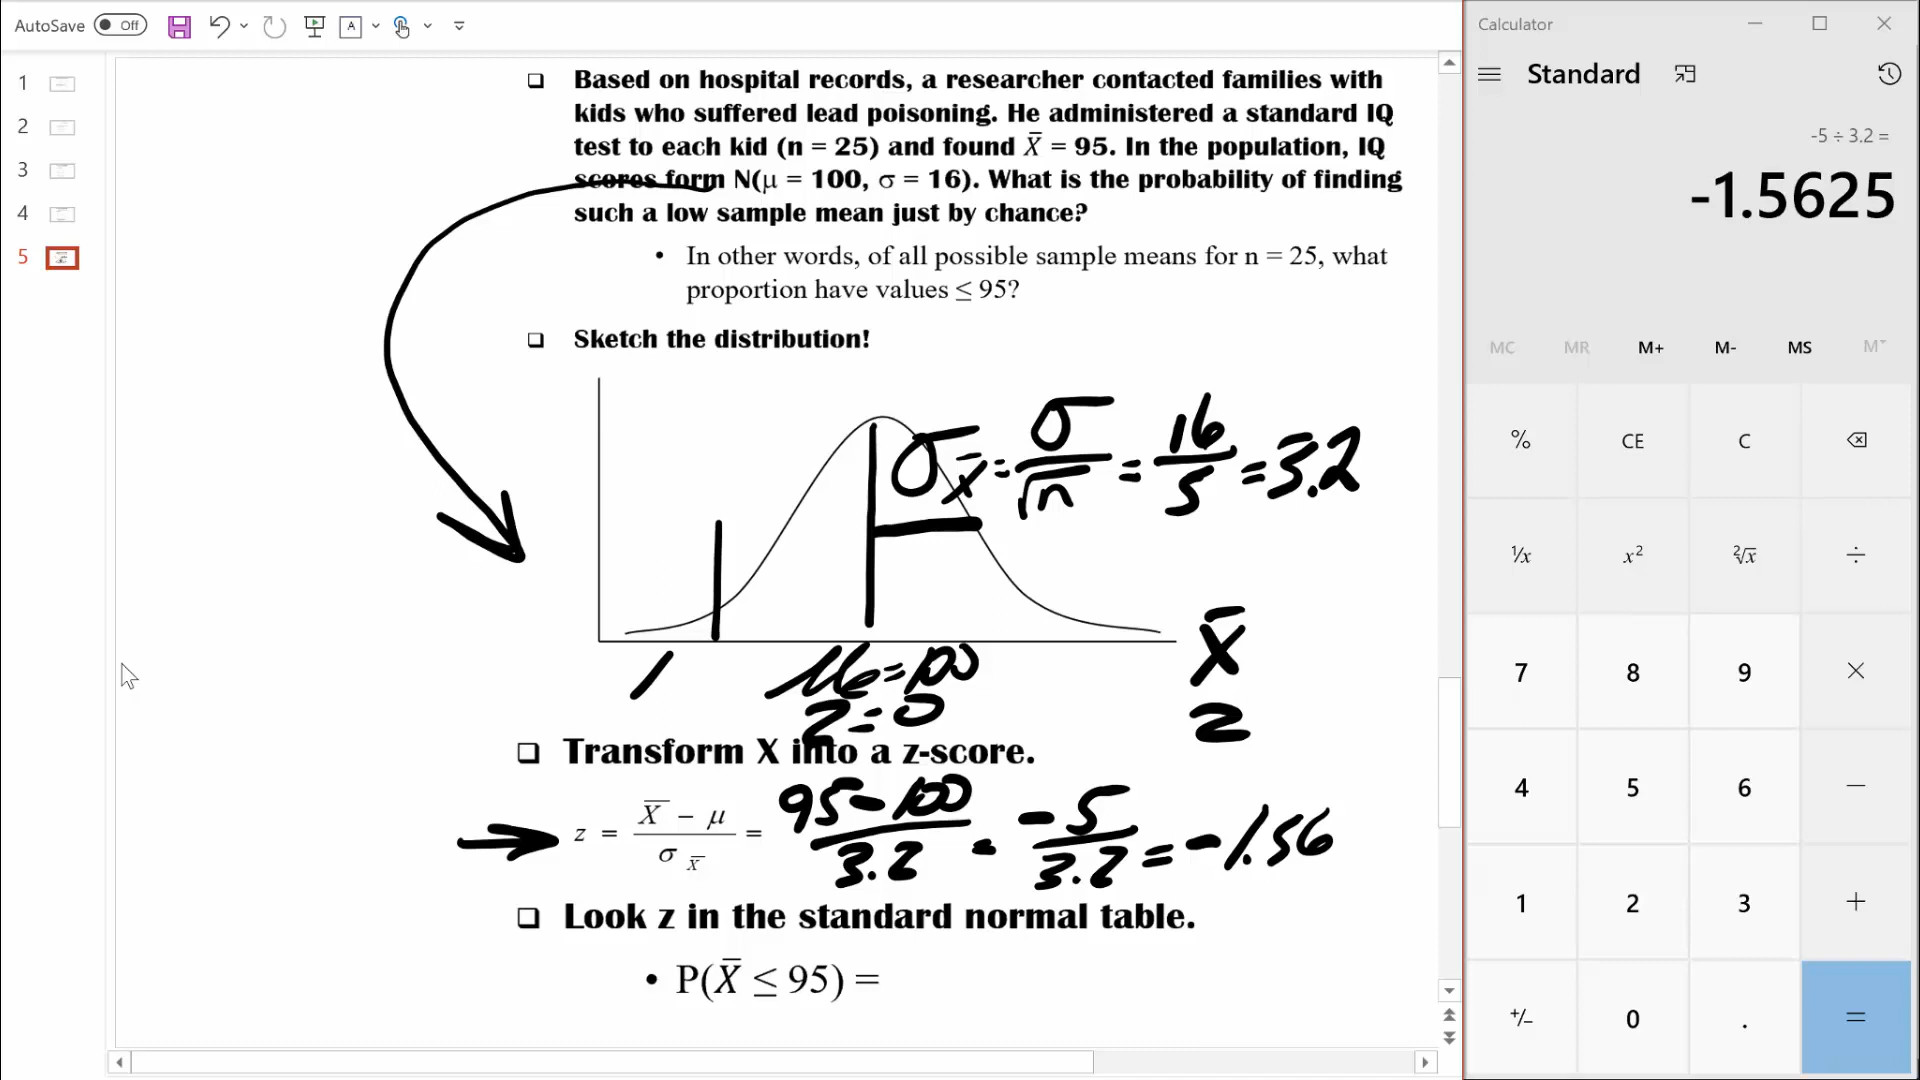 AutoSave Off
A
1
2
3
4
5
❑ Based on hospital records, a researcher contacted families with
kids who suffered lead poisoning. He administered a standard IQ
test to each kid (n = 25) and found X̄ = 95. In the population, IQ
scores form N(μ = 100, σ = 16). What is the probability of finding
such a low sample mean just by chance?
• In other words, of all possible sample means for n = 25, what
proportion have values ≤ 95?
❑ Sketch the distribution!
σx̄ = σ/√n = 16/5 = 3.2
μ = 100
z = 0
X̄
z
❑ Transform X into a z-score.
z = (X̄ - μ)/σX̄ = (95-100)/3.2 = -5/3.2 = -1.56
❑ Look z in the standard normal table.
• P(X̄ ≤ 95) =
Calculator
Standard
-5 ÷ 3.2 =
-1.5625
MC MR M+ M- MS M˅
% CE C
¹/x x² ²√x ÷
7 8 9 ×
4 5 6 −
1 2 3 +
+/− 0 . =